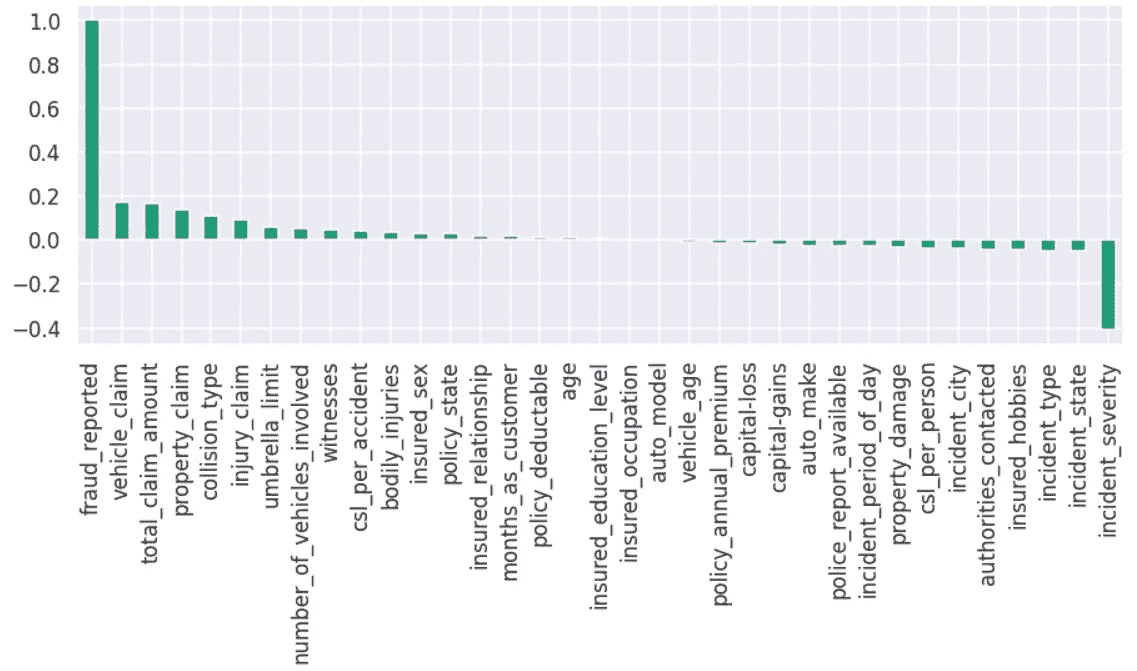 1.0
0.8
0.6
0.4
0.2
0.0
−0.2
−0.4
fraud_reported
vehicle_claim
total_claim_amount
property_claim
collision_type
injury_claim
umbrella_limit
number_of_vehicles_involved
witnesses
csl_per_accident
bodily_injuries
insured_sex
policy_state
insured_relationship
months_as_customer
policy_deductable
age
insured_education_level
insured_occupation
auto_model
vehicle_age
policy_annual_premium
capital-loss
capital-gains
auto_make
police_report_available
incident_period_of_day
property_damage
csl_per_person
incident_city
authorities_contacted
insured_hobbies
incident_type
incident_state
incident_severity